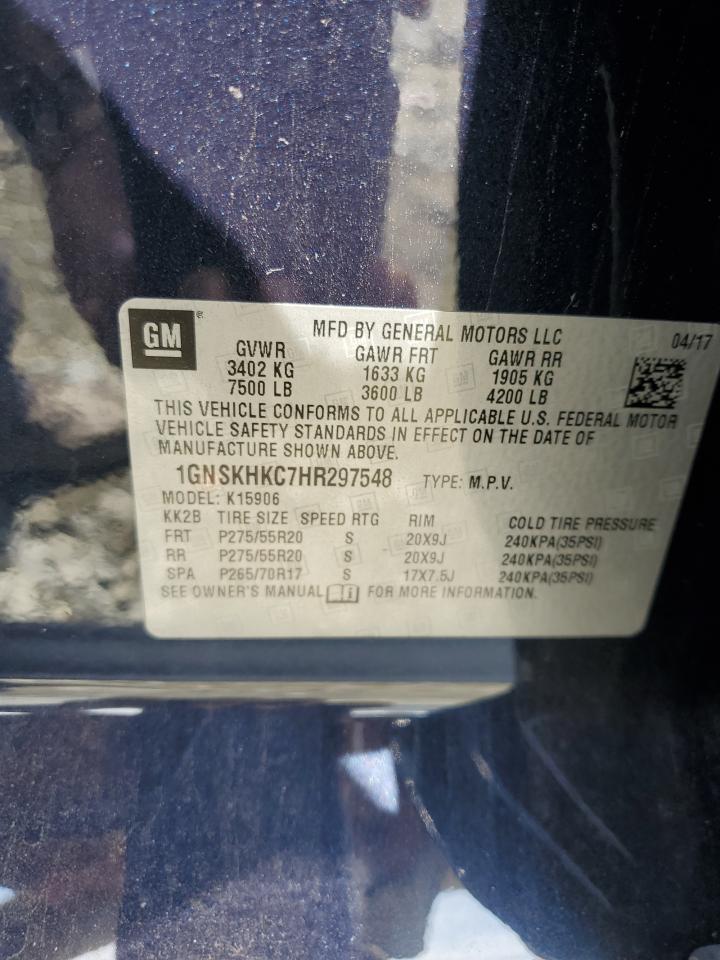 GM
MFD BY GENERAL MOTORS LLC 04/17
GVWR GAWR FRT GAWR RR
3402 KG 1633 KG 1905 KG
7500 LB 3600 LB 4200 LB
THIS VEHICLE CONFORMS TO ALL APPLICABLE U.S. FEDERAL MOTOR
VEHICLE SAFETY STANDARDS IN EFFECT ON THE DATE OF
MANUFACTURE SHOWN ABOVE.
1GNSKHKC7HR297548 TYPE: M.P.V.
MODEL: K15906
KK2B TIRE SIZE SPEED RTG RIM COLD TIRE PRESSURE
FRT P275/55R20 S 20X9J 240KPA(35PSI)
RR P275/55R20 S 20X9J 240KPA(35PSI)
SPA P265/70R17 S 17X7.5J 240KPA(35PSI)
SEE OWNER'S MANUAL FOR MORE INFORMATION.